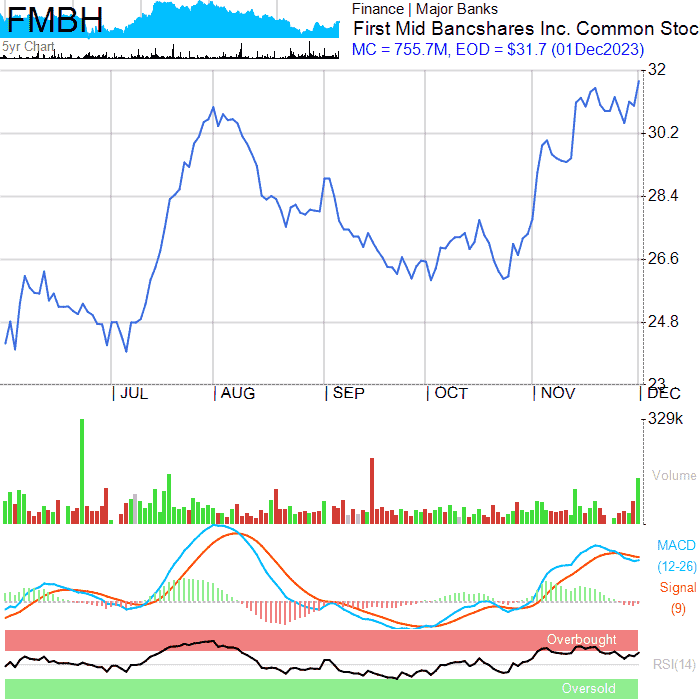 FMBH
5yr Chart
Finance | Major Banks
First Mid Bancshares Inc. Common Stoc
MC = 755.7M, EOD = $31.7 (01Dec2023)
32
30.2
28.4
26.6
24.8
23
JUL
AUG
SEP
OCT
NOV
DEC
329k
Volume
MACD
(12-26)
Signal
(9)
Overbought
RSI(14)
Oversold